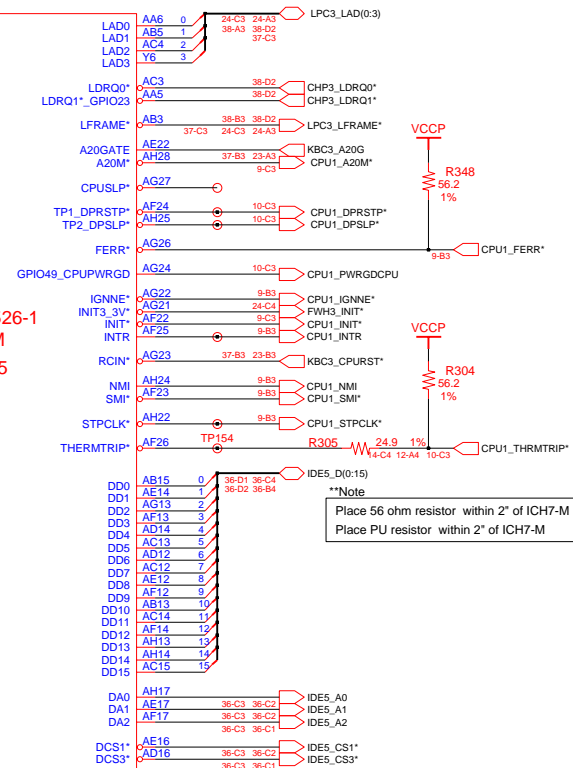 LAD0 AA6 0 24-C3 24-A3 LPC3_LAD(0:3)
LAD1 AB5 1 38-A3 38-D2
LAD2 AC4 2 37-C3
LAD3 Y6 3
LDRQ0* AC3 38-D2 CHP3_LDRQ0*
LDRQ1*_GPIO23 AA5 38-D2 CHP3_LDRQ1*
LFRAME* AB3 38-B3 38-D2 LPC3_LFRAME*
37-C3 24-C3 24-A3
VCCP
A20GATE AE22 KBC3_A20G
A20M* AH28 37-B3 23-A3 CPU1_A20M*
9-C3
R348
56.2
1%
CPUSLP* AG27
TP1_DPRSTP* AF24 10-C3 CPU1_DPRSTP*
TP2_DPSLP* AH25 10-C3 CPU1_DPSLP*
FERR* AG26 9-B3 CPU1_FERR*
GPIO49_CPUPWRGD AG24 10-C3 CPU1_PWRGDCPU
IGNNE* AG22 9-B3 CPU1_IGNNE*
INIT3_3V* AG21 24-C4 FWH3_INIT*
INIT* AF22 9-C3 CPU1_INIT*
INTR AF25 9-B3 CPU1_INTR
26-1
VCCP
RCIN* AG23 37-B3 23-B3 KBC3_CPURST*
5
R304
56.2
1%
NMI AH24 9-B3 CPU1_NMI
SMI* AF23 9-B3 CPU1_SMI*
STPCLK* AH22 9-B3 CPU1_STPCLK*
THERMTRIP* AF26 TP154 R305 24.9 1% CPU1_THRMTRIP*
14-C4 12-A4 10-C3
DD0 AB15 0 36-D1 36-C4 IDE5_D(0:15)
DD1 AE14 1 36-D2 36-B4
DD2 AG13 2
DD3 AF13 3
DD4 AD14 4
DD5 AC13 5
DD6 AD12 6
DD7 AC12 7
DD8 AE12 8
DD9 AF12 9
DD10 AB13 10
DD11 AC14 11
DD12 AF14 12
DD13 AH13 13
DD14 AH14 14
DD15 AC15 15
**Note
Place 56 ohm resistor within 2" of ICH7-M
Place PU resistor within 2" of ICH7-M
DA0 AH17 36-C3 36-C2 IDE5_A0
DA1 AE17 36-C3 36-C2 IDE5_A1
DA2 AF17 36-C3 36-C1 IDE5_A2
DCS1* AE16 36-C3 36-C2 IDE5_CS1*
DCS3* AD16 36-C3 36-C1 IDE5_CS3*